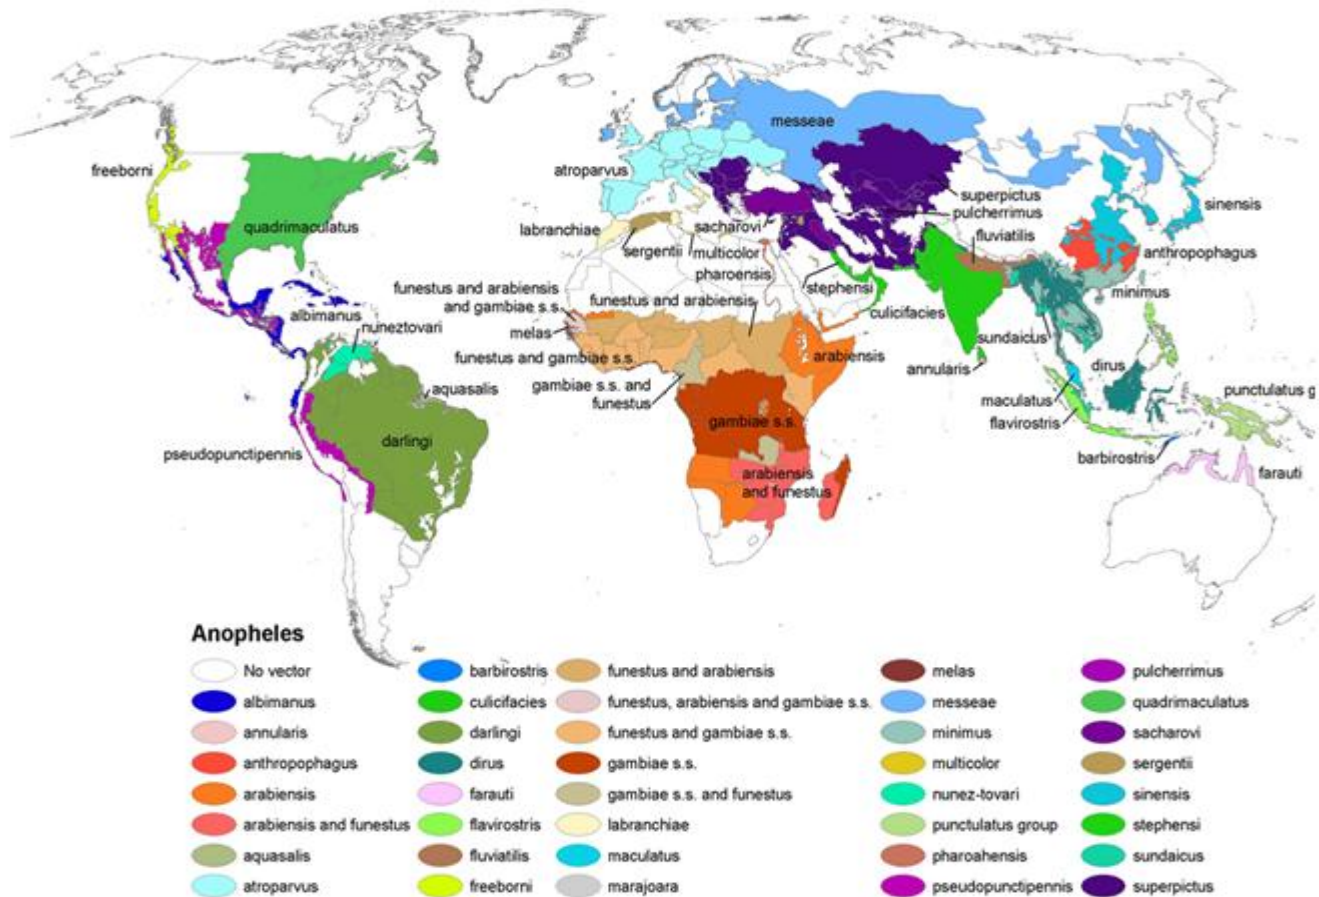 messeae
freeborni
atroparvus
superpictus
sinensis
pulcherrimus
quadrimaculatus
labranchiae
sacharovi
fluviatilis
sergentii
multicolor
anthropophagus
pharoensis
funestus and arabiensis
and gambiae s.s.
funestus and arabiensis
stephensi
minimus
albimanus
nuneztovari
melas
culicifacies
sundaicus
funestus and gambiae s.s.
arabiensis
annularis
dirus
aquasalis
gambiae s.s. and
funestus
maculatus
punctulatus g
gambiae s.s.
flavirostris
darlingi
pseudopunctipennis
barbirostris
arabiensis
and funestus
farauti
Anopheles
No vector
albimanus
annularis
anthropophagus
arabiensis
arabiensis and funestus
aquasalis
atroparvus
barbirostris
culicifacies
darlingi
dirus
farauti
flavirostris
fluviatilis
freeborni
funestus and arabiensis
funestus, arabiensis and gambiae s.s.
funestus and gambiae s.s.
gambiae s.s.
gambiae s.s. and funestus
labranchiae
maculatus
marajoara
melas
messeae
minimus
multicolor
nunez-tovari
punctulatus group
pharoahensis
pseudopunctipennis
pulcherrimus
quadrimaculatus
sacharovi
sergentii
sinensis
stephensi
sundaicus
superpictus